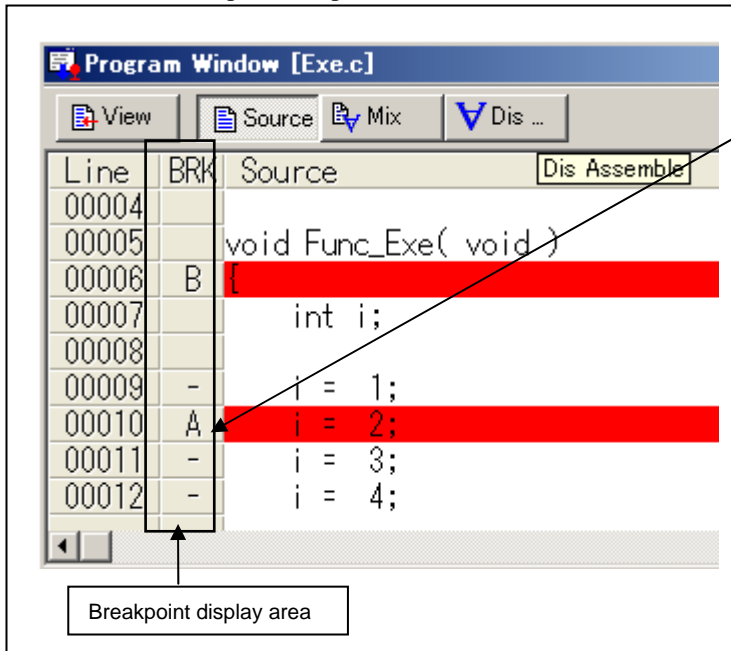 Program Window [Exe.c]
View Source Mix Dis ...
Line BRK Source Dis Assemble
00004
00005 void Func_Exe( void )
00006 B {
00007 int i;
00008
00009 - i = 1;
00010 A i = 2;
00011 - i = 3;
00012 - i = 4;
Breakpoint display area